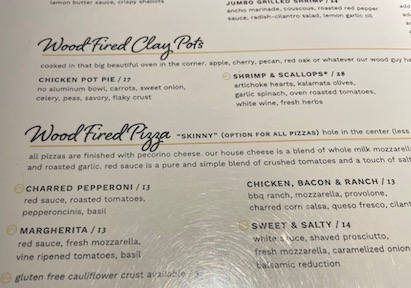 lemon butter sauce, crispy shallots
JUMBO GRILLED SHRIMP / 14
ancho marinade, couscous, roasted red pepper
sauce, radish-cilantro salad, lemon garlic oil
Wood Fired Clay Pots
cooked in that big beautiful oven in the corner. apple, cherry, pecan, red oak or whatever our wood guy ha
CHICKEN POT PIE / 17
no aluminum bowl, carrots, sweet onion,
celery, peas, savory, flaky crust
SHRIMP & SCALLOPS* / 28
artichoke hearts, kalamata olives,
garlic spinach, oven roasted tomatoes,
white wine, fresh herbs
Wood Fired Pizza "SKINNY" (OPTION FOR ALL PIZZAS) hole in the center (less
all pizzas are finished with pecorino cheese. our house cheese is a blend of whole milk mozzarell
and roasted garlic. red sauce is a pure and simple blend of crushed tomatoes and a touch of salt
CHARRED PEPPERONI / 13
red sauce, roasted tomatoes,
pepperoncinis, basil
CHICKEN, BACON & RANCH / 13
bbq ranch, mozzarella, provolone,
charred corn salsa, queso fresco, cilant
MARGHERITA / 13
red sauce, fresh mozzarella,
vine ripened tomatoes, basil
SWEET & SALTY / 14
white sauce, shaved prosciutto,
fresh mozzarella, caramelized onion
balsamic reduction
gluten free cauliflower crust available